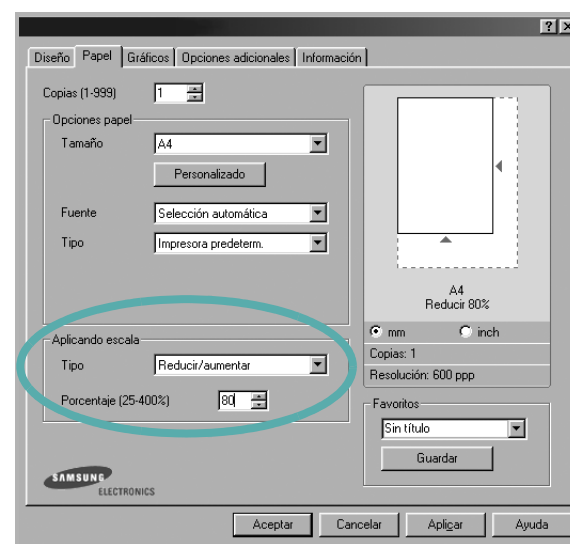 Diseño Papel Gráficos Opciones adicionales Información
Copias (1-999) 1
Opciones papel
Tamaño A4
Personalizado
Fuente Selección automática
Tipo Impresora predeterm.
Aplicando escala
Tipo Reducir/aumentar
Porcentaje (25-400%) 80
SAMSUNG
ELECTRONICS
A4
Reducir 80%
mm inch
Copias: 1
Resolución: 600 ppp
Favoritos
Sin título
Guardar
Aceptar Cancelar Aplicar Ayuda